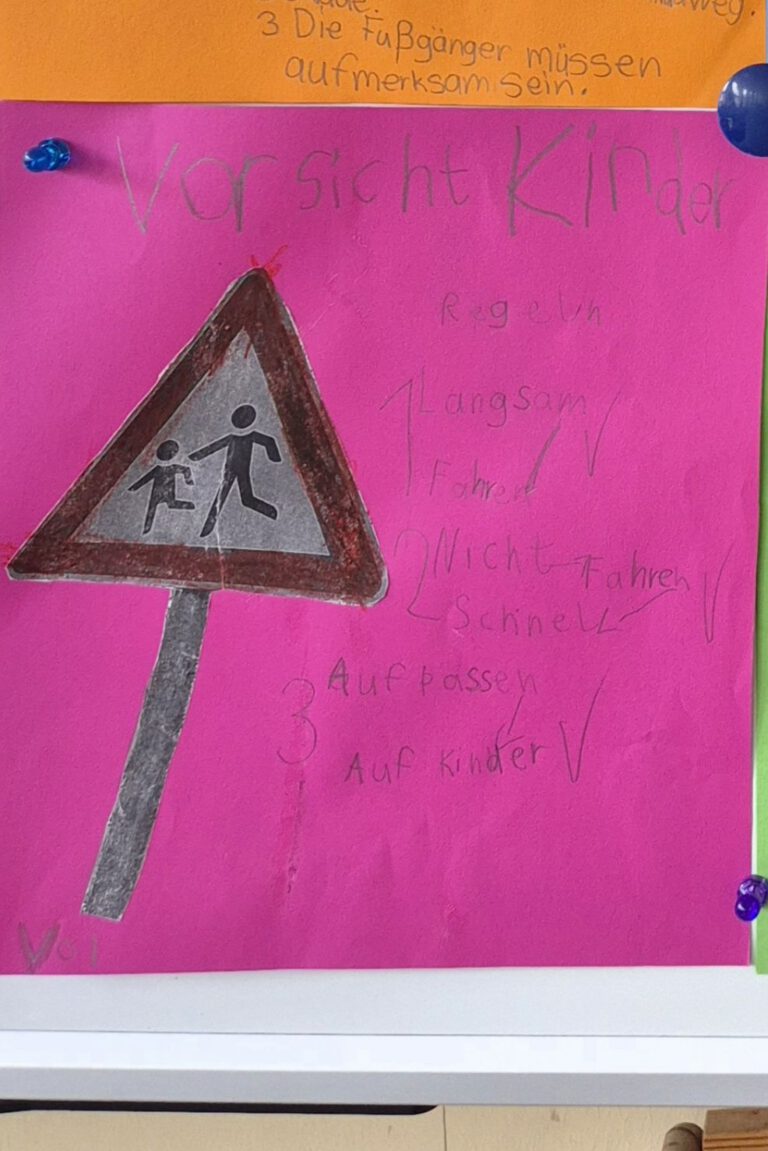 3 Die Fußgänger müssen
aufmerksam sein.
Vorsicht Kinder
Regeln
1 Langsam
Fahren
2 Nicht Fahren
Schnell
3 Aufpassen
Auf Kinder